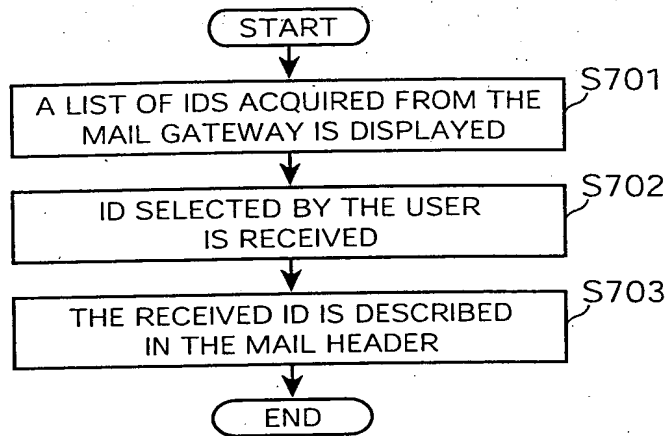 START
S701
A LIST OF IDS ACQUIRED FROM THE
MAIL GATEWAY IS DISPLAYED
S702
ID SELECTED BY THE USER
IS RECEIVED
S703
THE RECEIVED ID IS DESCRIBED
IN THE MAIL HEADER
END